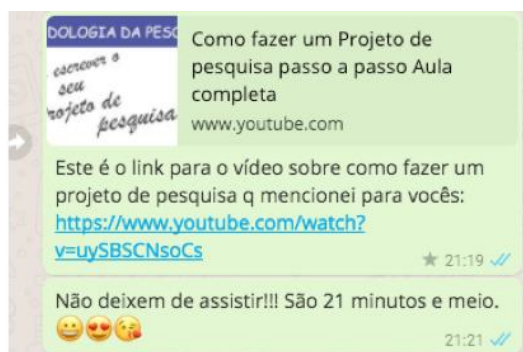 DOLOGIA DA PESQ
escrever o
seu
rojeto de
pesquisa
Como fazer um Projeto de
pesquisa passo a passo Aula
completa
www.youtube.com
Este é o link para o vídeo sobre como fazer um
projeto de pesquisa q mencionei para vocês:
https://www.youtube.com/watch?
v=uySBSCNsoCs
21:19
Não deixem de assistir!!! São 21 minutos e meio.
😀😍😘
21:21